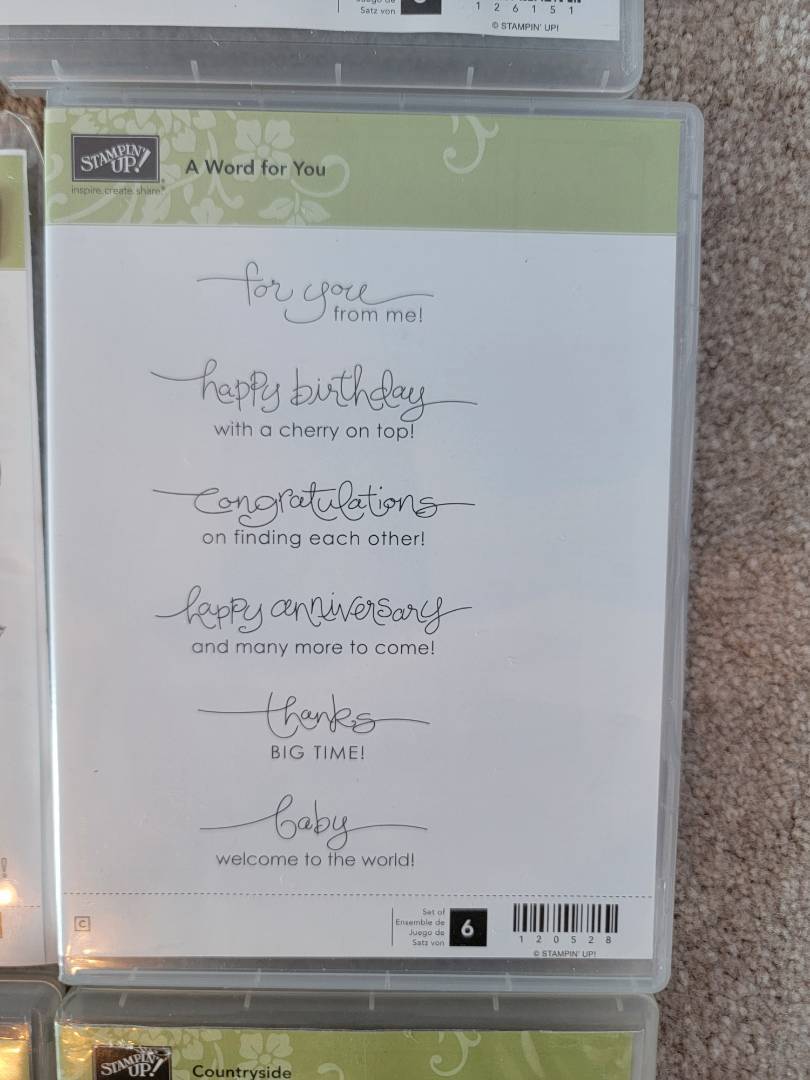 Satz von
1 2 6 1 5 1
© STAMPIN' UP!
STAMPIN' UP!
A Word for You
inspire. create. share.®
for you
from me!
happy birthday
with a cherry on top!
congratulations
on finding each other!
happy anniversary
and many more to come!
thanks
BIG TIME!
baby
welcome to the world!
C
Set of
Ensemble de
Juego de
Satz von
6
1 2 0 5 2 8
© STAMPIN' UP!
STAMPIN' UP!
Countryside